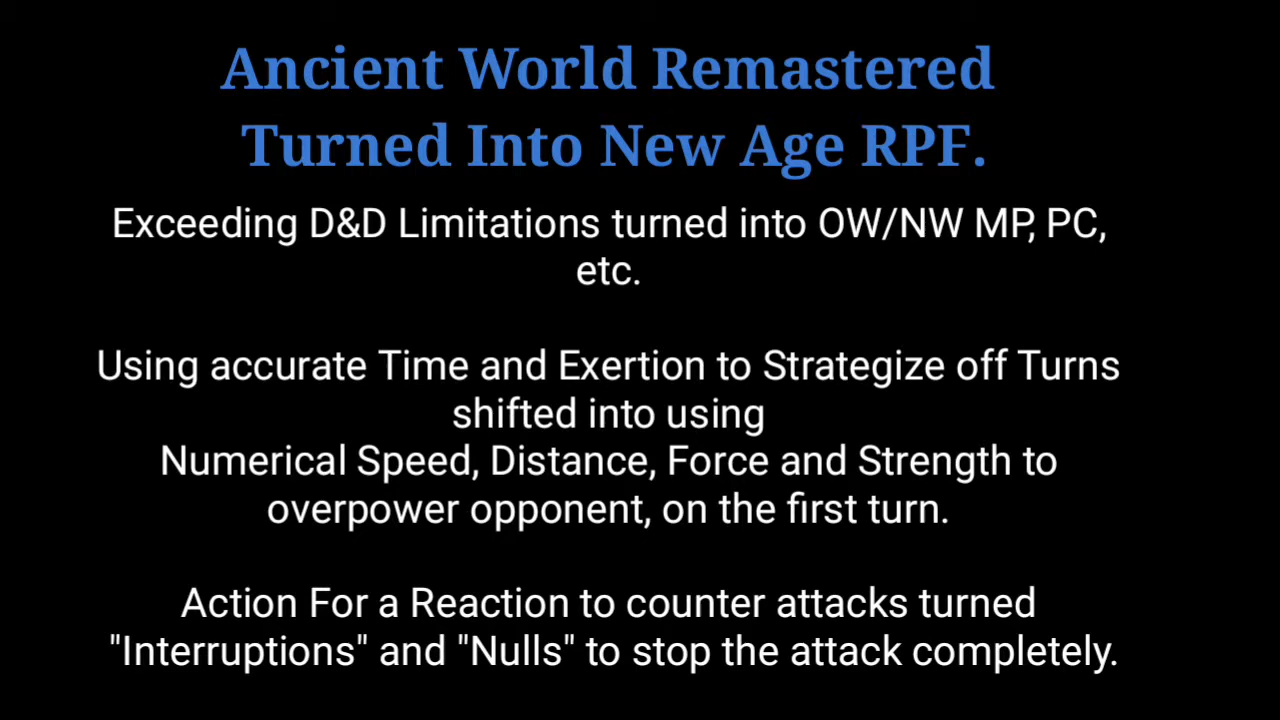 Ancient World Remastered
Turned Into New Age RPF.
Exceeding D&D Limitations turned into OW/NW MP, PC,
etc.
Using accurate Time and Exertion to Strategize off Turns
shifted into using
Numerical Speed, Distance, Force and Strength to
overpower opponent, on the first turn.
Action For a Reaction to counter attacks turned
"Interruptions" and "Nulls" to stop the attack completely.